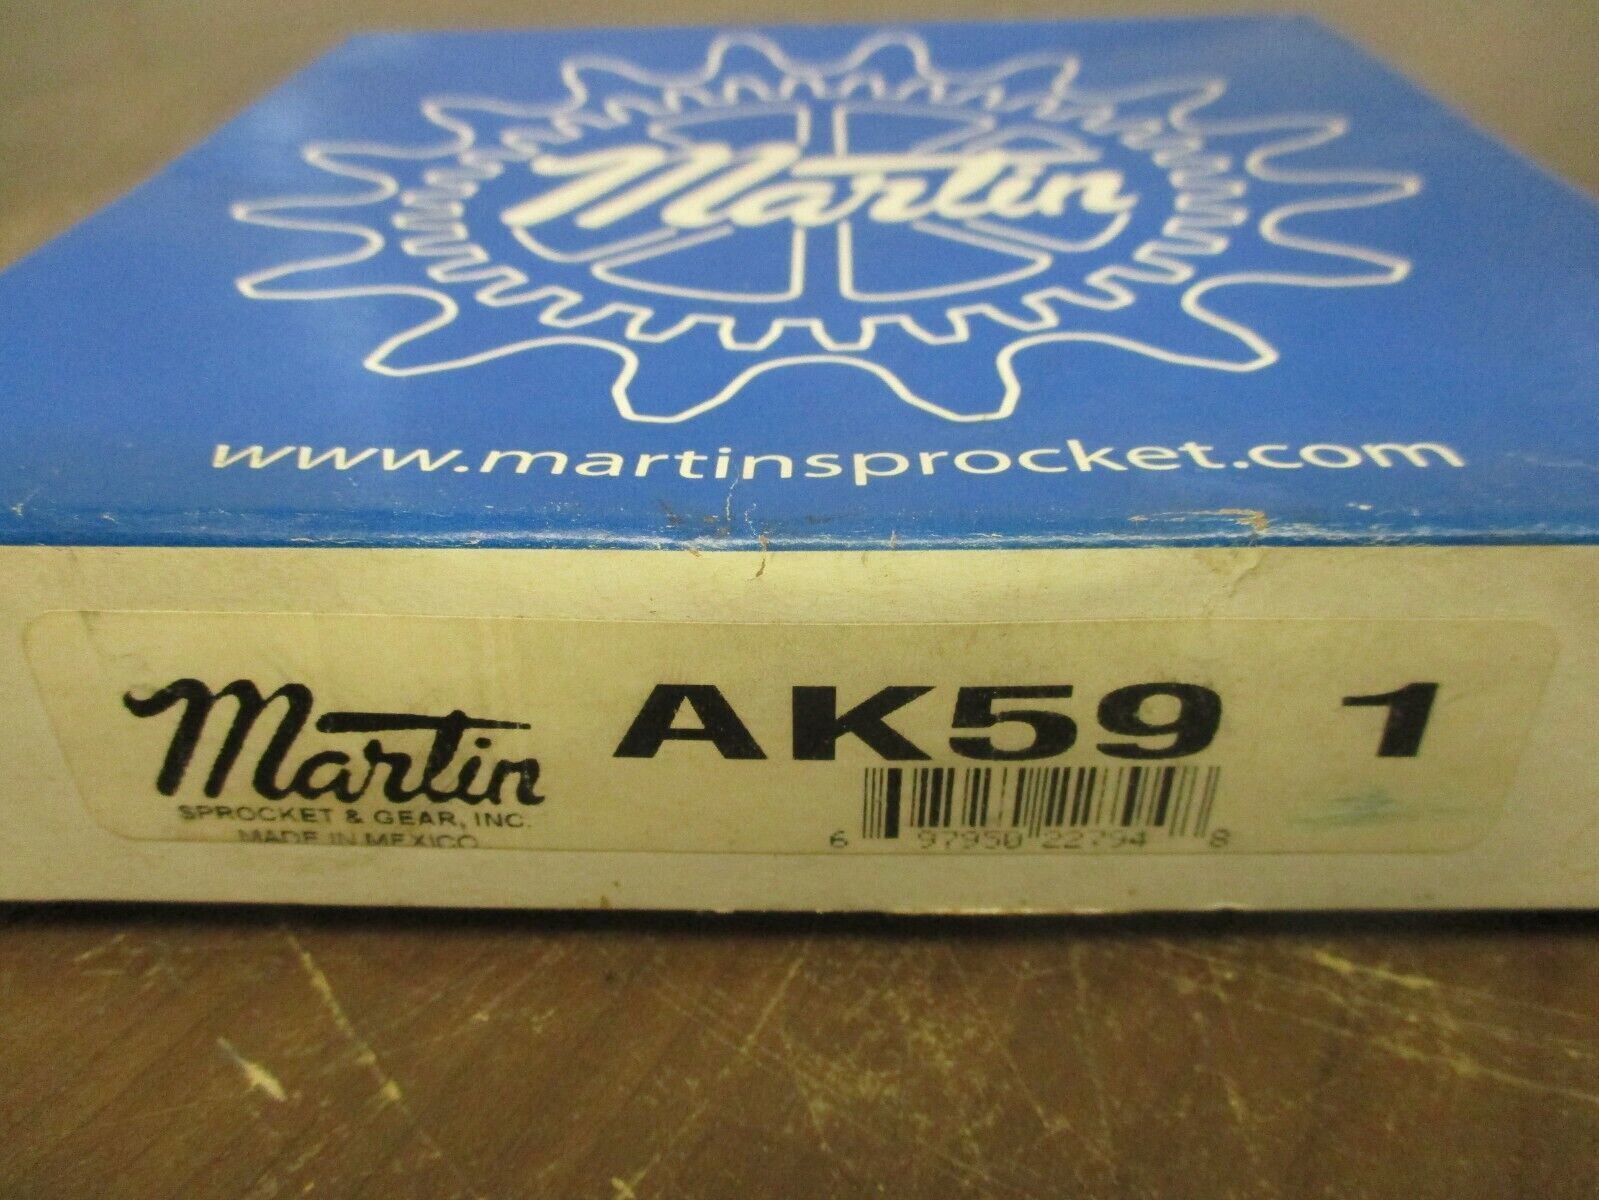 Martin
www.martinsprocket.com
Martin AK59 1
SPROCKET & GEAR, INC.
MADE IN MEXICO
6 97950 22794 8